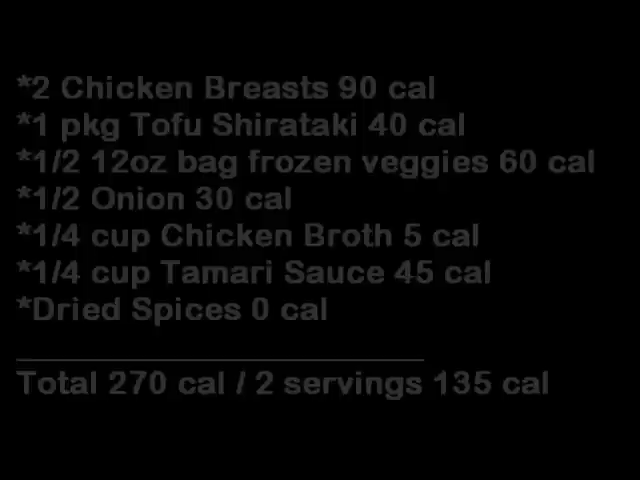 *2 Chicken Breasts 90 cal
*1 pkg Tofu Shirataki 40 cal
*1/2 12oz bag frozen veggies 60 cal
*1/2 Onion 30 cal
*1/4 cup Chicken Broth 5 cal
*1/4 cup Tamari Sauce 45 cal
*Dried Spices 0 cal
Total 270 cal / 2 servings 135 cal